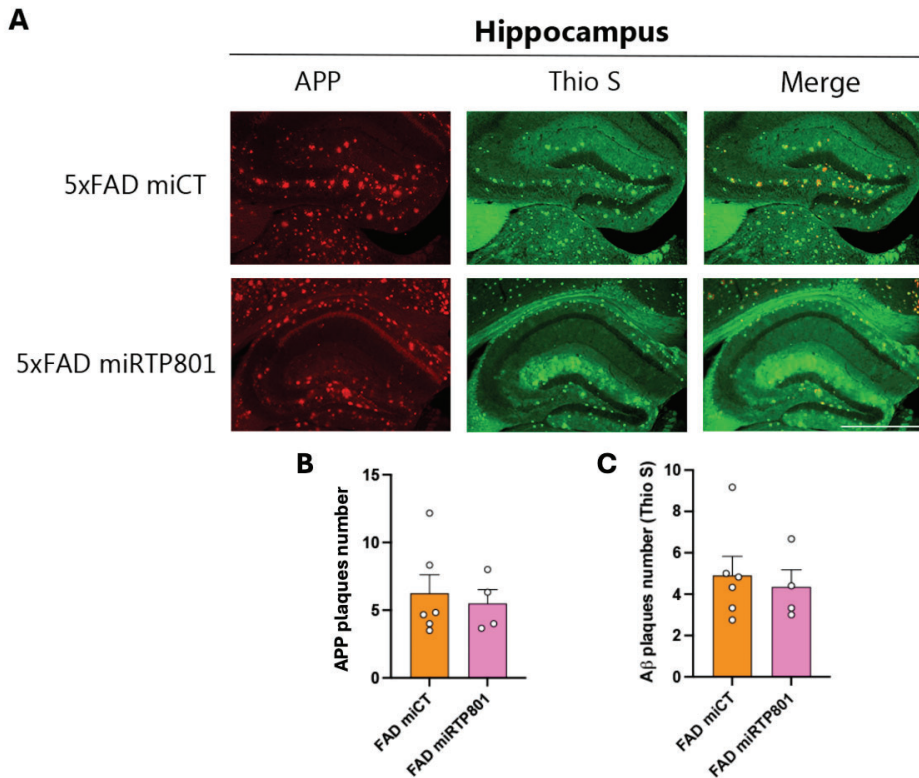 A
Hippocampus
APP Thio S Merge
5xFAD miCT
5xFAD miRTP801
B
APP plaques number
15
10
5
0
FAD miCT
FAD miRTP801
C
Aβ plaques number (Thio S)
10
8
6
4
2
0
FAD miCT
FAD miRTP801